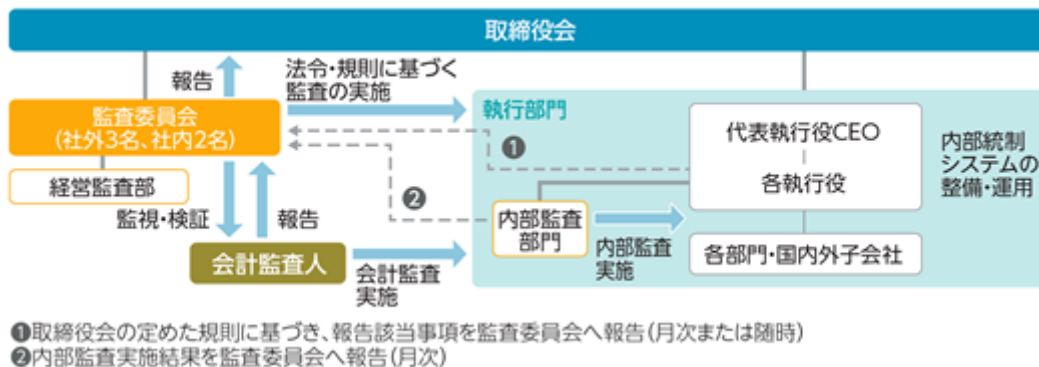 取締役会
報告
法令・規則に基づく
監査の実施
監査委員会
(社外3名、社内2名)
経営監査部
監視・検証
報告
会計監査人
会計監査
実施
執行部門
❶
❷
代表執行役CEO
各執行役
内部統制
システムの
整備・運用
内部監査
部門
内部監査
実施
各部門・国内外子会社
❶取締役会の定めた規則に基づき、報告該当事項を監査委員会へ報告(月次または随時)
❷内部監査実施結果を監査委員会へ報告(月次)